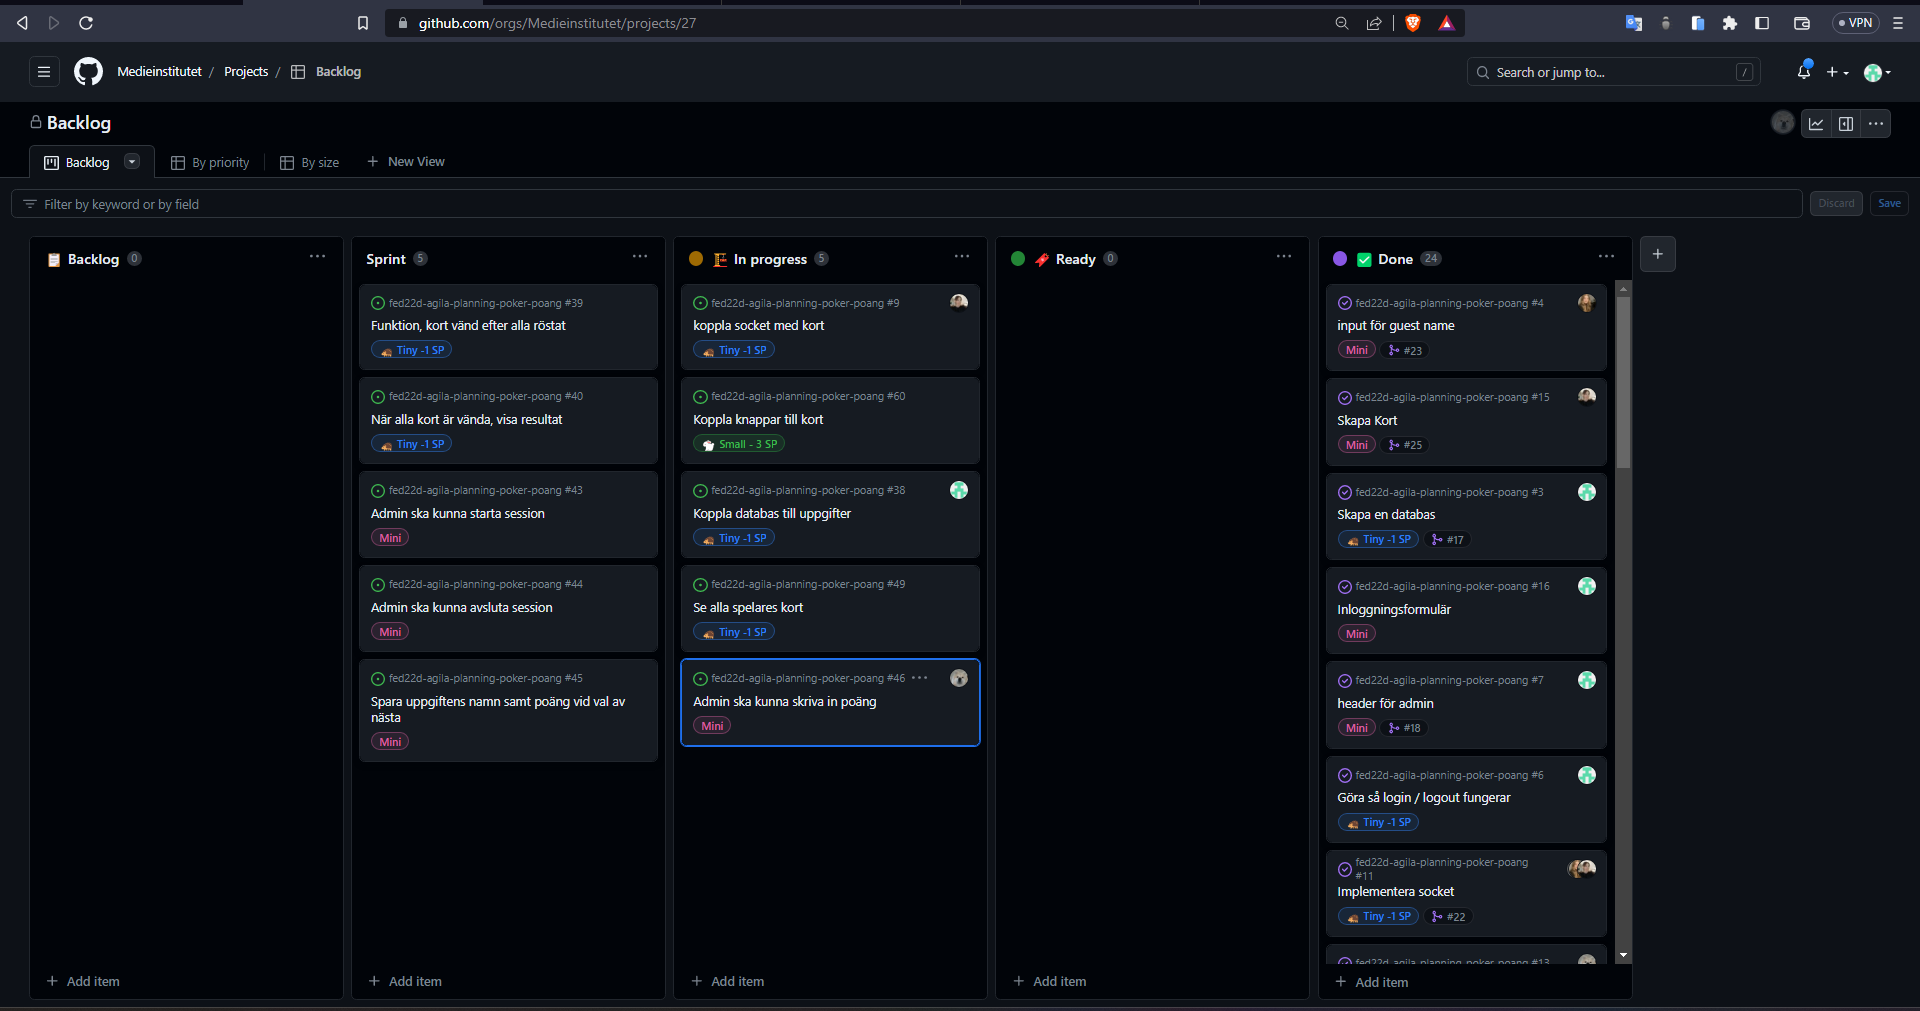 github.com/orgs/Medieinstitutet/projects/27
VPN
Medieinstitutet / Projects / Backlog
Search or jump to...
/
Backlog
Backlog
By priority
By size
New View
Filter by keyword or by field
Discard
Save
Backlog 0
Add item
Sprint 5
fed22d-agila-planning-poker-poang #39
Funktion, kort vänd efter alla röstat
Tiny -1 SP
fed22d-agila-planning-poker-poang #40
När alla kort är vända, visa resultat
Tiny -1 SP
fed22d-agila-planning-poker-poang #43
Admin ska kunna starta session
Mini
fed22d-agila-planning-poker-poang #44
Admin ska kunna avsluta session
Mini
fed22d-agila-planning-poker-poang #45
Spara uppgiftens namn samt poäng vid val av
nästa
Mini
Add item
In progress 5
fed22d-agila-planning-poker-poang #9
koppla socket med kort
Tiny -1 SP
fed22d-agila-planning-poker-poang #60
Koppla knappar till kort
Small - 3 SP
fed22d-agila-planning-poker-poang #38
Koppla databas till uppgifter
Tiny -1 SP
fed22d-agila-planning-poker-poang #49
Se alla spelares kort
Tiny -1 SP
fed22d-agila-planning-poker-poang #46
Admin ska kunna skriva in poäng
Mini
Add item
Ready 0
Add item
Done 24
fed22d-agila-planning-poker-poang #4
input för guest name
Mini #23
fed22d-agila-planning-poker-poang #15
Skapa Kort
Mini #25
fed22d-agila-planning-poker-poang #3
Skapa en databas
Tiny -1 SP #17
fed22d-agila-planning-poker-poang #16
Inloggningsformulär
Mini
fed22d-agila-planning-poker-poang #7
header för admin
Mini #18
fed22d-agila-planning-poker-poang #6
Göra så login / logout fungerar
Tiny -1 SP
fed22d-agila-planning-poker-poang
#11
Implementera socket
Tiny -1 SP #22
fed22d-agila-planning-poker-poang #13
Add item